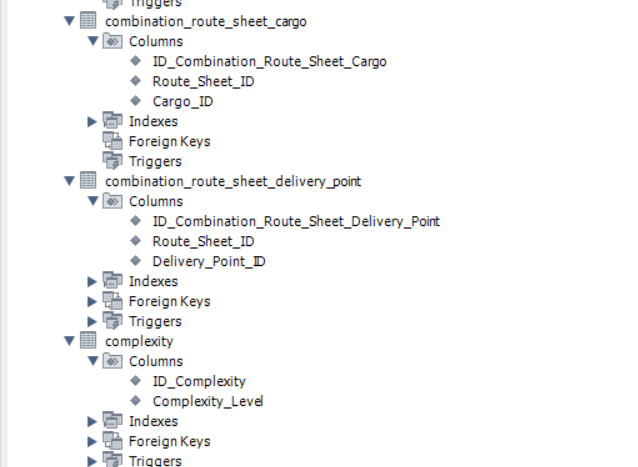 Triggers
combination_route_sheet_cargo
Columns
ID_Combination_Route_Sheet_Cargo
Route_Sheet_ID
Cargo_ID
Indexes
Foreign Keys
Triggers
combination_route_sheet_delivery_point
Columns
ID_Combination_Route_Sheet_Delivery_Point
Route_Sheet_ID
Delivery_Point_ID
Indexes
Foreign Keys
Triggers
complexity
Columns
ID_Complexity
Complexity_Level
Indexes
Foreign Keys
Triggers